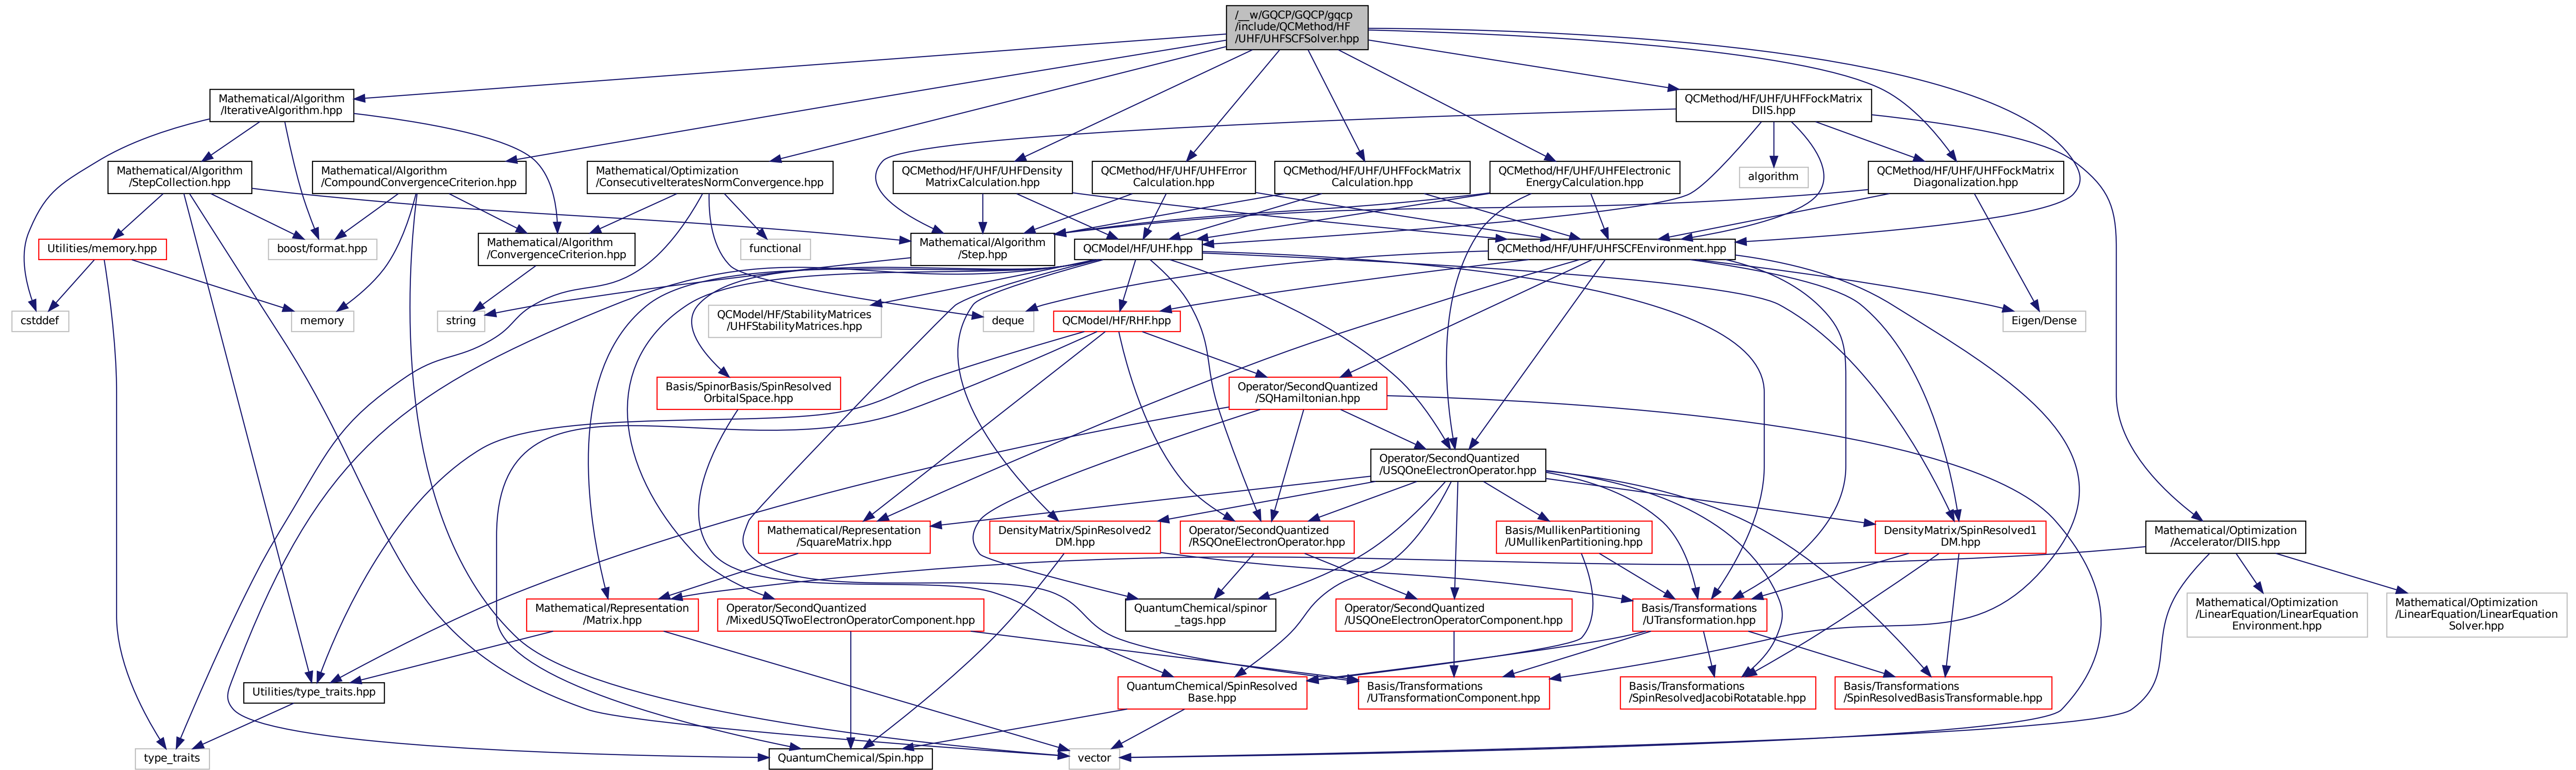 /__w/GQCP/GQCP/gqcp
/include/QCMethod/HF
/UHF/UHFSCFSolver.hpp
Mathematical/Algorithm
/IterativeAlgorithm.hpp
QCMethod/HF/UHF/UHFFockMatrix
DIIS.hpp
Mathematical/Algorithm
/StepCollection.hpp
Mathematical/Algorithm
/CompoundConvergenceCriterion.hpp
Mathematical/Optimization
/ConsecutiveIteratesNormConvergence.hpp
QCMethod/HF/UHF/UHFDensity
MatrixCalculation.hpp
QCMethod/HF/UHF/UHFError
Calculation.hpp
QCMethod/HF/UHF/UHFFockMatrix
Calculation.hpp
QCMethod/HF/UHF/UHFElectronic
EnergyCalculation.hpp
algorithm
QCMethod/HF/UHF/UHFFockMatrix
Diagonalization.hpp
Utilities/memory.hpp
boost/format.hpp
Mathematical/Algorithm
/ConvergenceCriterion.hpp
functional
Mathematical/Algorithm
/Step.hpp
QCModel/HF/UHF.hpp
QCMethod/HF/UHF/UHFSCFEnvironment.hpp
cstddef
memory
string
QCModel/HF/StabilityMatrices
/UHFStabilityMatrices.hpp
deque
QCModel/HF/RHF.hpp
Eigen/Dense
Basis/SpinorBasis/SpinResolved
OrbitalSpace.hpp
Operator/SecondQuantized
/SQHamiltonian.hpp
Operator/SecondQuantized
/USQOneElectronOperator.hpp
Mathematical/Representation
/SquareMatrix.hpp
DensityMatrix/SpinResolved2
DM.hpp
Operator/SecondQuantized
/RSQOneElectronOperator.hpp
Basis/MullikenPartitioning
/UMullikenPartitioning.hpp
DensityMatrix/SpinResolved1
DM.hpp
Mathematical/Optimization
/Accelerator/DIIS.hpp
Mathematical/Representation
/Matrix.hpp
Operator/SecondQuantized
/MixedUSQTwoElectronOperatorComponent.hpp
QuantumChemical/spinor
_tags.hpp
Operator/SecondQuantized
/USQOneElectronOperatorComponent.hpp
Basis/Transformations
/UTransformation.hpp
Mathematical/Optimization
/LinearEquation/LinearEquation
Environment.hpp
Mathematical/Optimization
/LinearEquation/LinearEquation
Solver.hpp
Utilities/type_traits.hpp
QuantumChemical/SpinResolved
Base.hpp
Basis/Transformations
/UTransformationComponent.hpp
Basis/Transformations
/SpinResolvedJacobiRotatable.hpp
Basis/Transformations
/SpinResolvedBasisTransformable.hpp
type_traits
QuantumChemical/Spin.hpp
vector